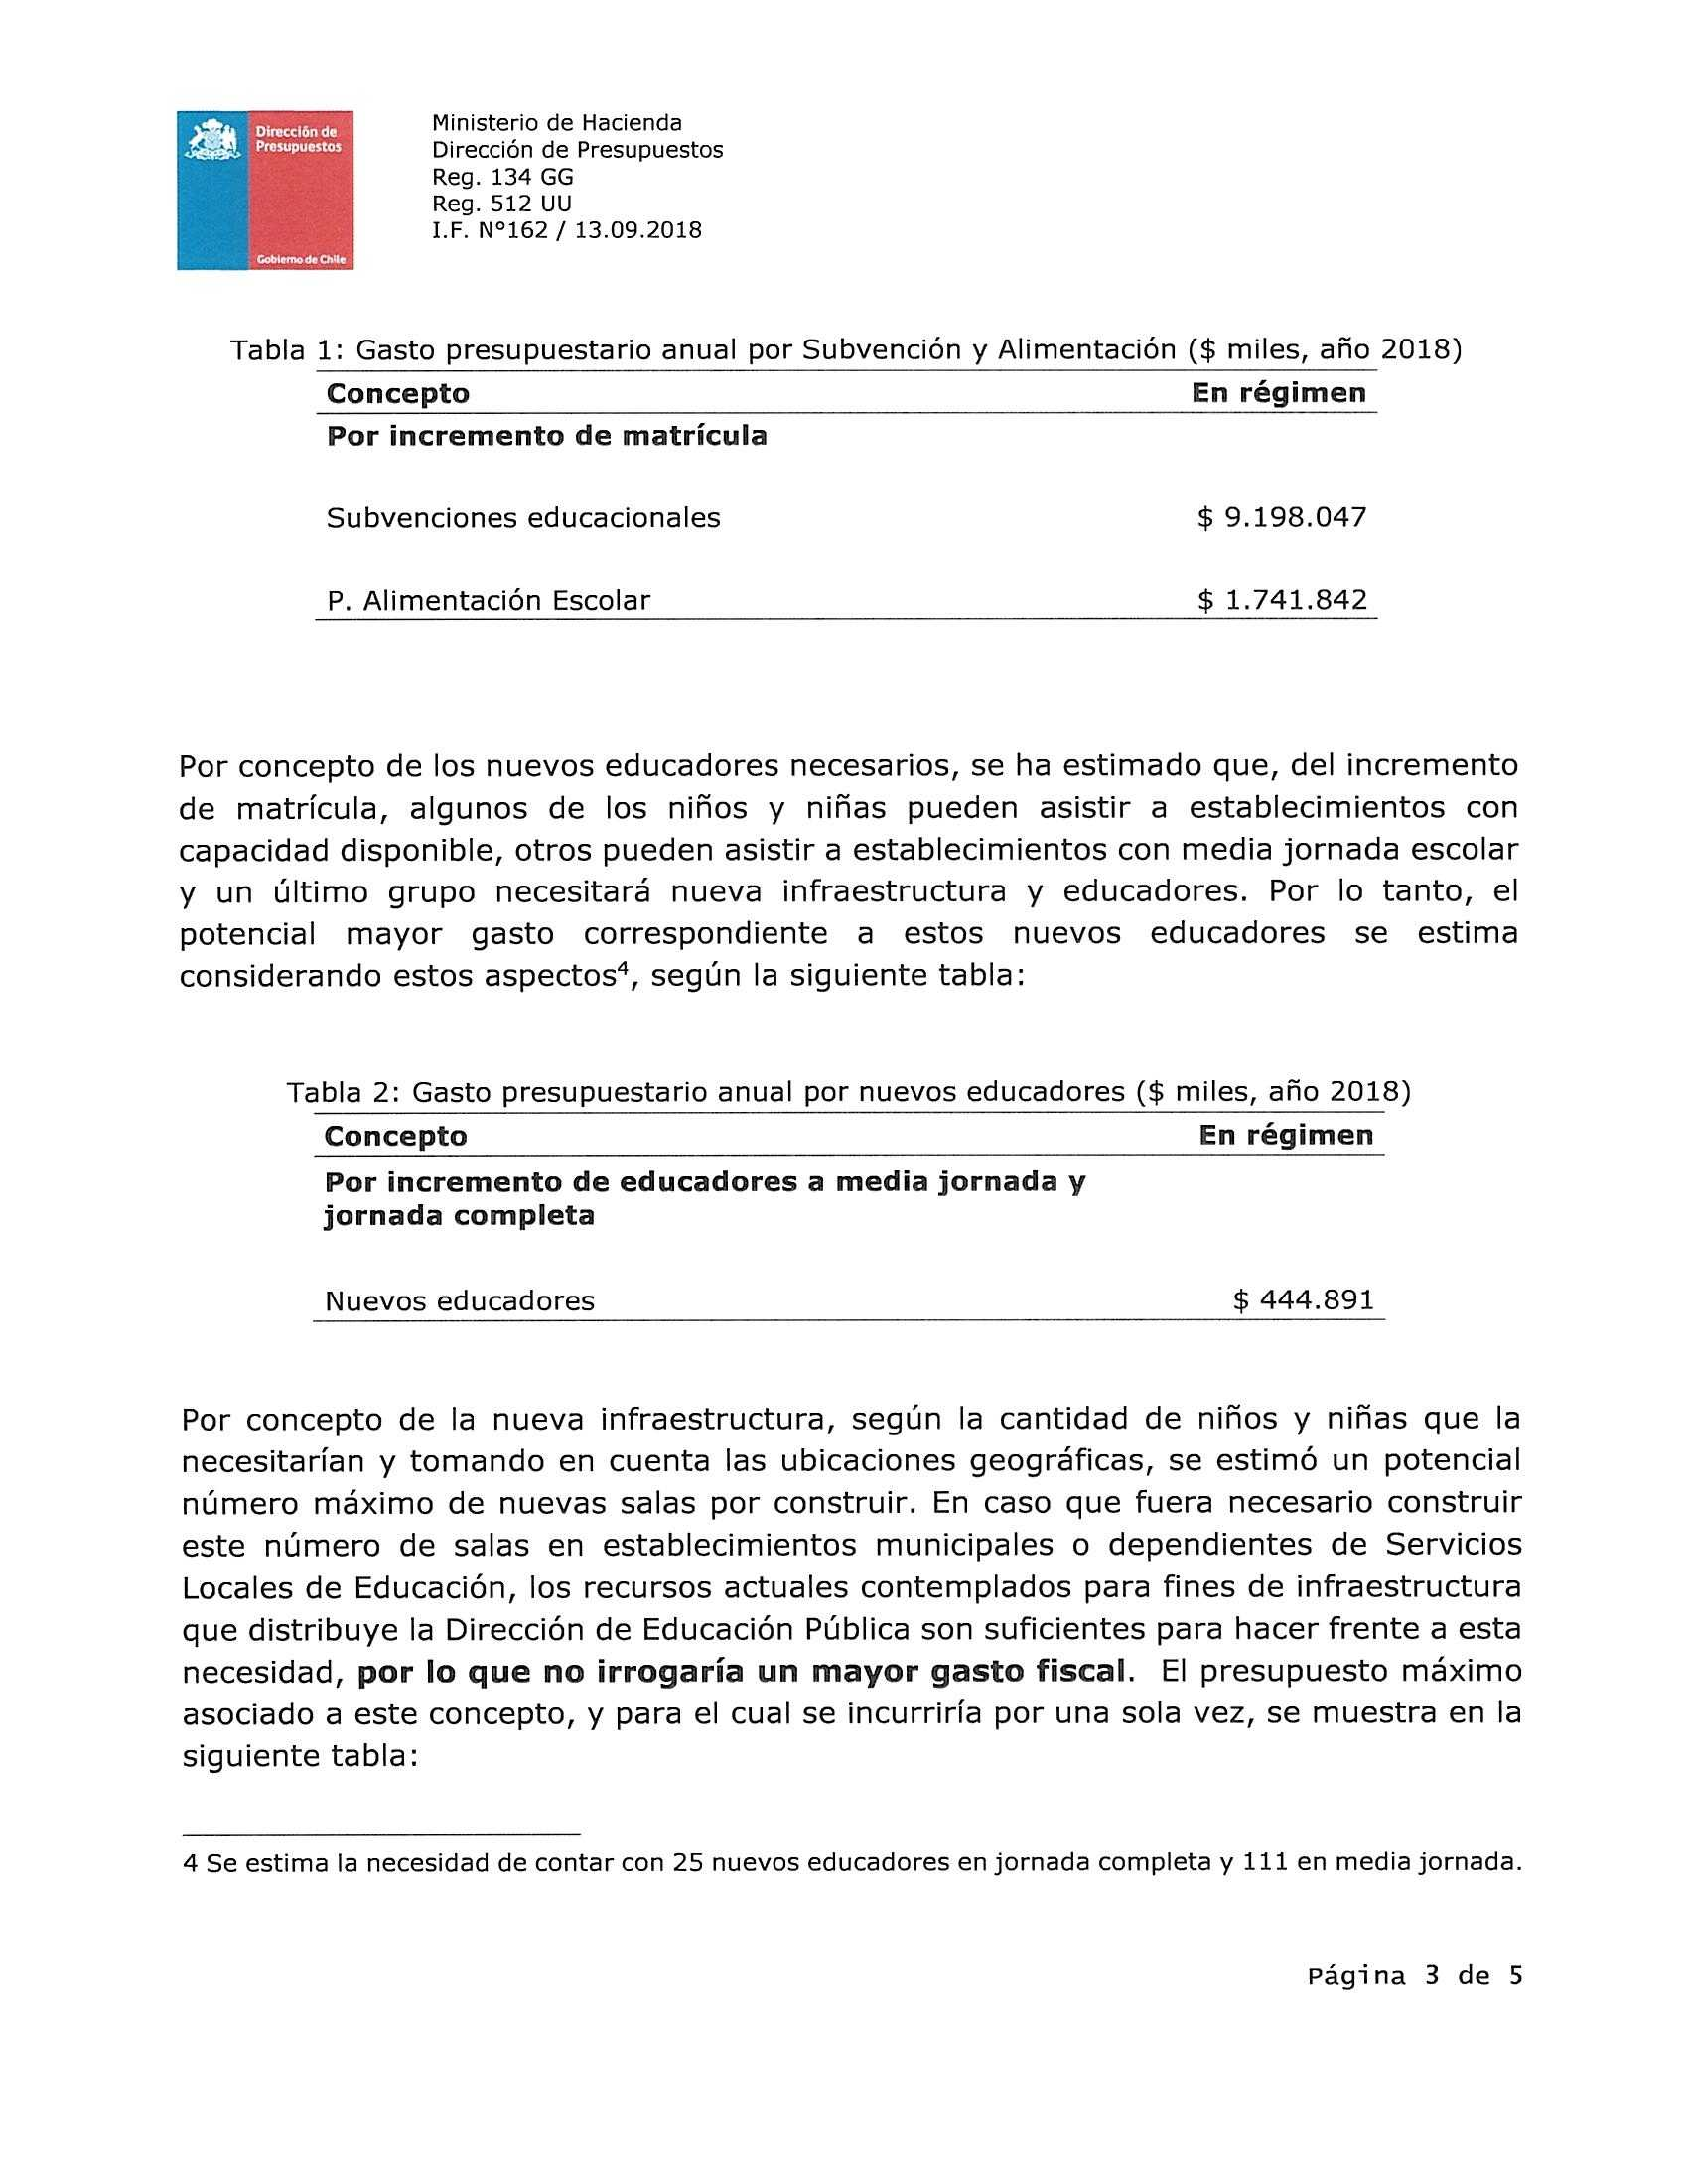 Dirección de
Presupuestos
Gobierno de Chile
Ministerio de Hacienda
Dirección de Presupuestos
Reg. 134 GG
Reg. 512 UU
I.F. N°162 / 13.09.2018
Tabla 1: Gasto presupuestario anual por Subvención y Alimentación ($ miles, año 2018)
Concepto En régimen
Por incremento de matrícula
Subvenciones educacionales $ 9.198.047
P. Alimentación Escolar $ 1.741.842
Por concepto de los nuevos educadores necesarios, se ha estimado que, del incremento
de matrícula, algunos de los niños y niñas pueden asistir a establecimientos con
capacidad disponible, otros pueden asistir a establecimientos con media jornada escolar
y un último grupo necesitará nueva infraestructura y educadores. Por lo tanto, el
potencial mayor gasto correspondiente a estos nuevos educadores se estima
considerando estos aspectos⁴, según la siguiente tabla:
Tabla 2: Gasto presupuestario anual por nuevos educadores ($ miles, año 2018)
Concepto En régimen
Por incremento de educadores a media jornada y
jornada completa
Nuevos educadores $ 444.891
Por concepto de la nueva infraestructura, según la cantidad de niños y niñas que la
necesitarían y tomando en cuenta las ubicaciones geográficas, se estimó un potencial
número máximo de nuevas salas por construir. En caso que fuera necesario construir
este número de salas en establecimientos municipales o dependientes de Servicios
Locales de Educación, los recursos actuales contemplados para fines de infraestructura
que distribuye la Dirección de Educación Pública son suficientes para hacer frente a esta
necesidad, por lo que no irrogaría un mayor gasto fiscal. El presupuesto máximo
asociado a este concepto, y para el cual se incurriría por una sola vez, se muestra en la
siguiente tabla:
4 Se estima la necesidad de contar con 25 nuevos educadores en jornada completa y 111 en media jornada.
Página 3 de 5